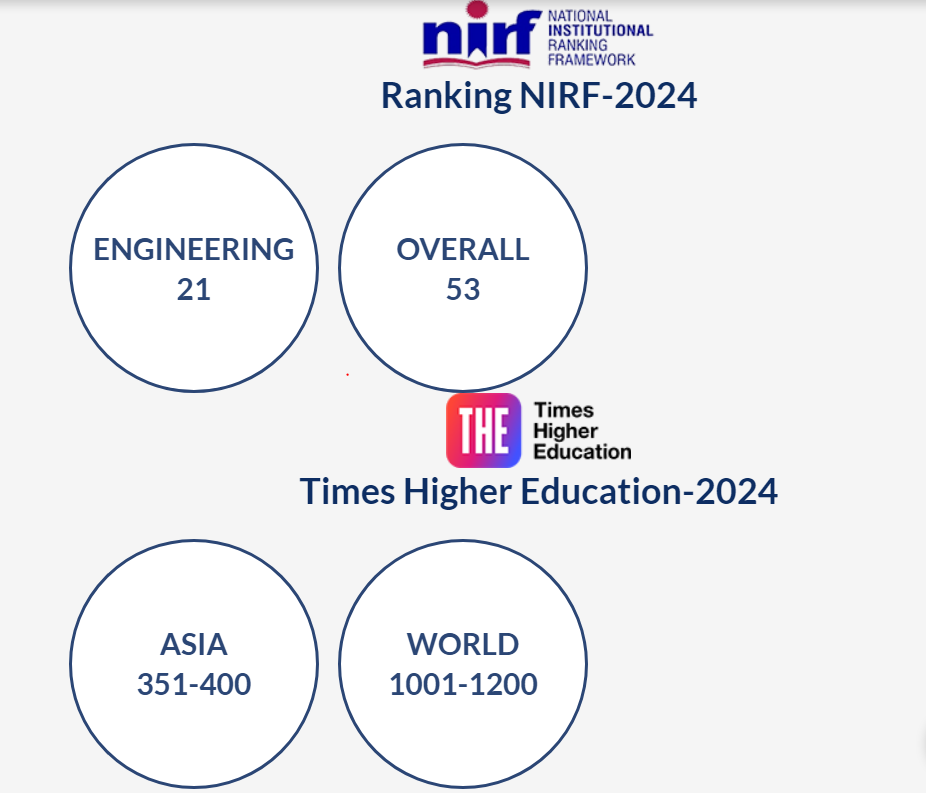 nirf
NATIONAL
INSTITUTIONAL
RANKING
FRAMEWORK
Ranking NIRF-2024
ENGINEERING
21
OVERALL
53
THE
Times
Higher
Education
Times Higher Education-2024
ASIA
351-400
WORLD
1001-1200